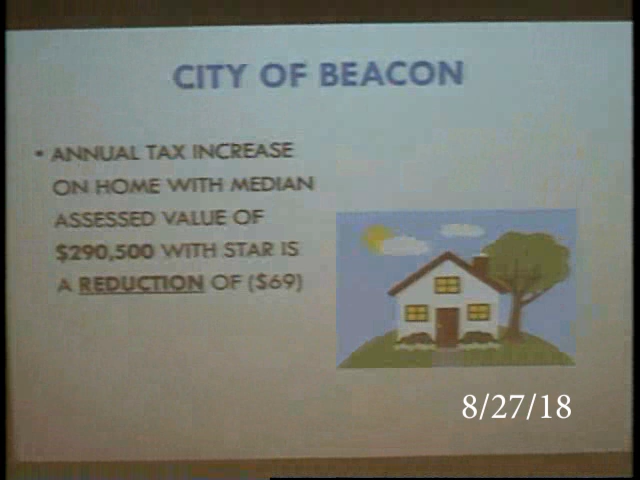 CITY OF BEACON
• ANNUAL TAX INCREASE
ON HOME WITH MEDIAN
ASSESSED VALUE OF
$290,500 WITH STAR IS
A REDUCTION OF ($69)
8/27/18